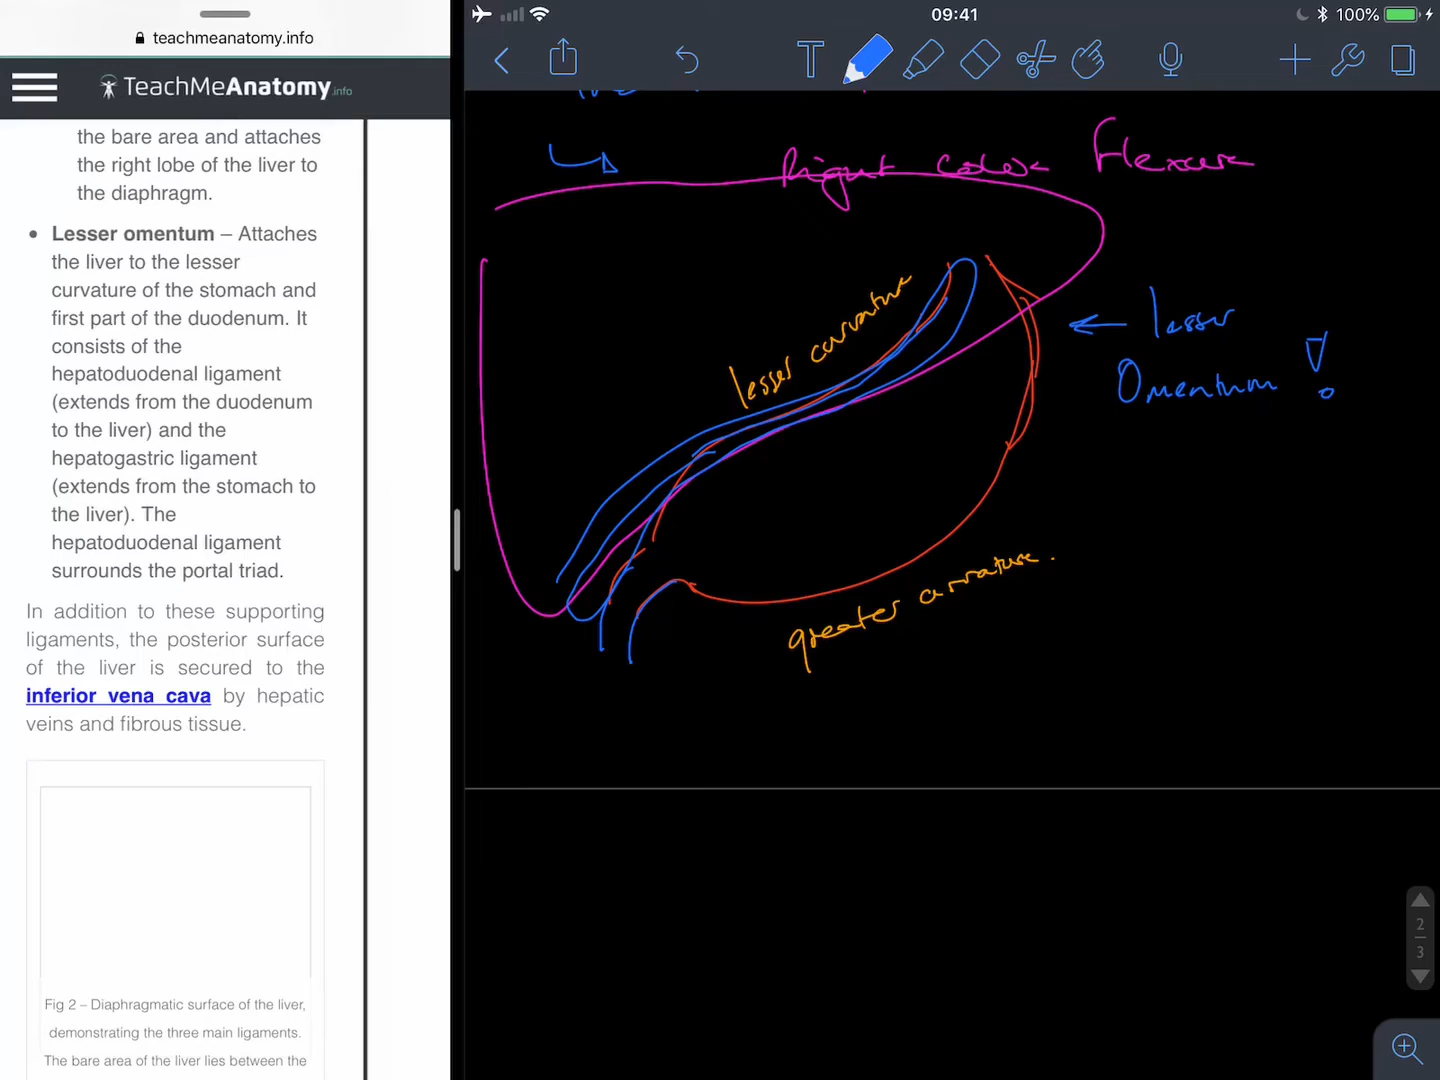 teachmeanatomy.info
TeachMeAnatomy.info
the bare area and attaches
the right lobe of the liver to
the diaphragm.
• Lesser omentum – Attaches
the liver to the lesser
curvature of the stomach and
first part of the duodenum. It
consists of the
hepatoduodenal ligament
(extends from the duodenum
to the liver) and the
hepatogastric ligament
(extends from the stomach to
the liver). The
hepatoduodenal ligament
surrounds the portal triad.
In addition to these supporting
ligaments, the posterior surface
of the liver is secured to the
inferior vena cava by hepatic
veins and fibrous tissue.
Fig 2 – Diaphragmatic surface of the liver,
demonstrating the three main ligaments.
The bare area of the liver lies between the
09:41
100%
T
Right Colic Flexure
lesser curvature
lesser
Omentum !
greater curvature.
2
3